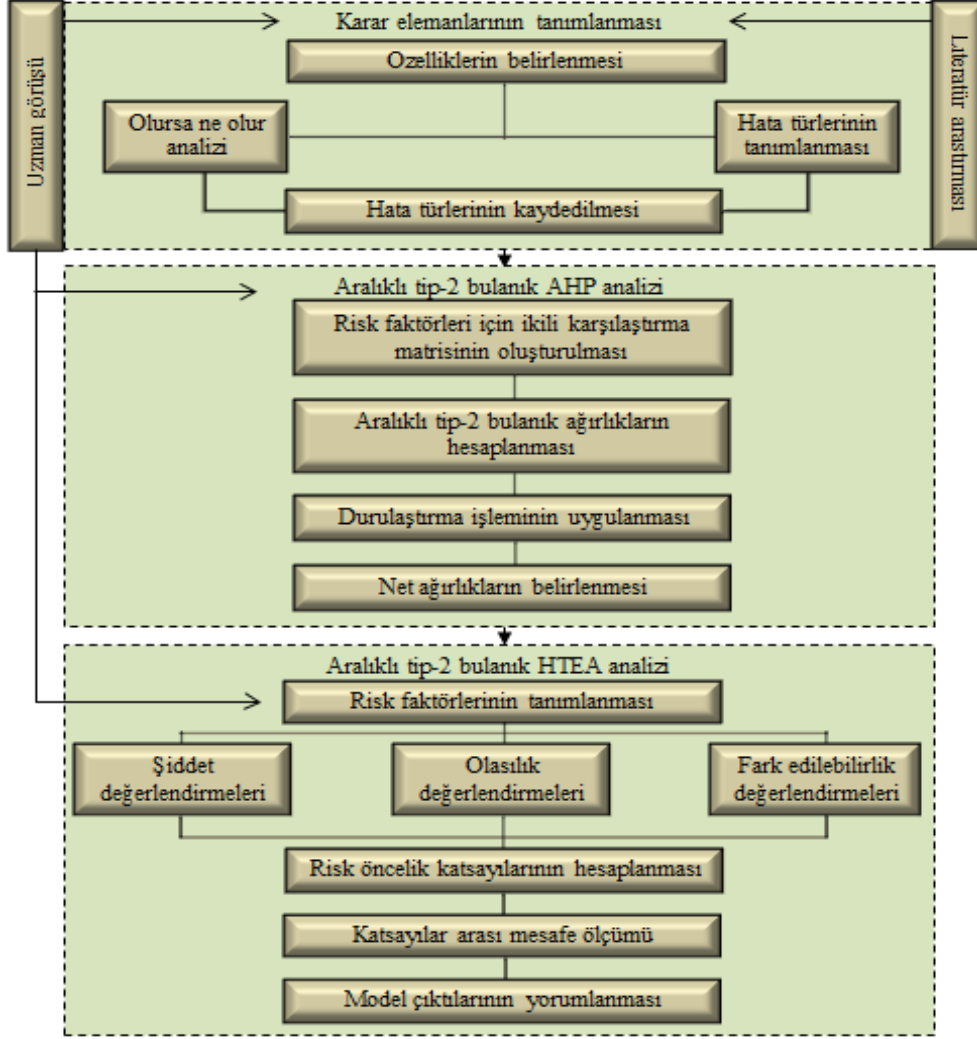 Uzman görüşü
Literatür araştırması
Karar elemanlarının tanımlanması
Ozelliklerin belirlenmesi
Olursa ne olur
analizi
Hata türlerinin
tanımlanması
Hata türlerinin kaydedilmesi
Aralıklı tip-2 bulanık AHP analizi
Risk faktörleri için ikili karşılaştırma
matrisinin oluşturulması
Aralıklı tip-2 bulanık ağırlıkların
hesaplanması
Durulaştırma işleminin uygulanması
Net ağırlıkların belirlenmesi
Aralıklı tip-2 bulanık HTEA analizi
Risk faktörlerinin tanımlanması
Şiddet
değerlendirmeleri
Olasılık
değerlendirmeleri
Fark edilebilirlik
değerlendirmeleri
Risk öncelik katsayılarının hesaplanması
Katsayılar arası mesafe ölçümü
Model çıktılarının yorumlanması